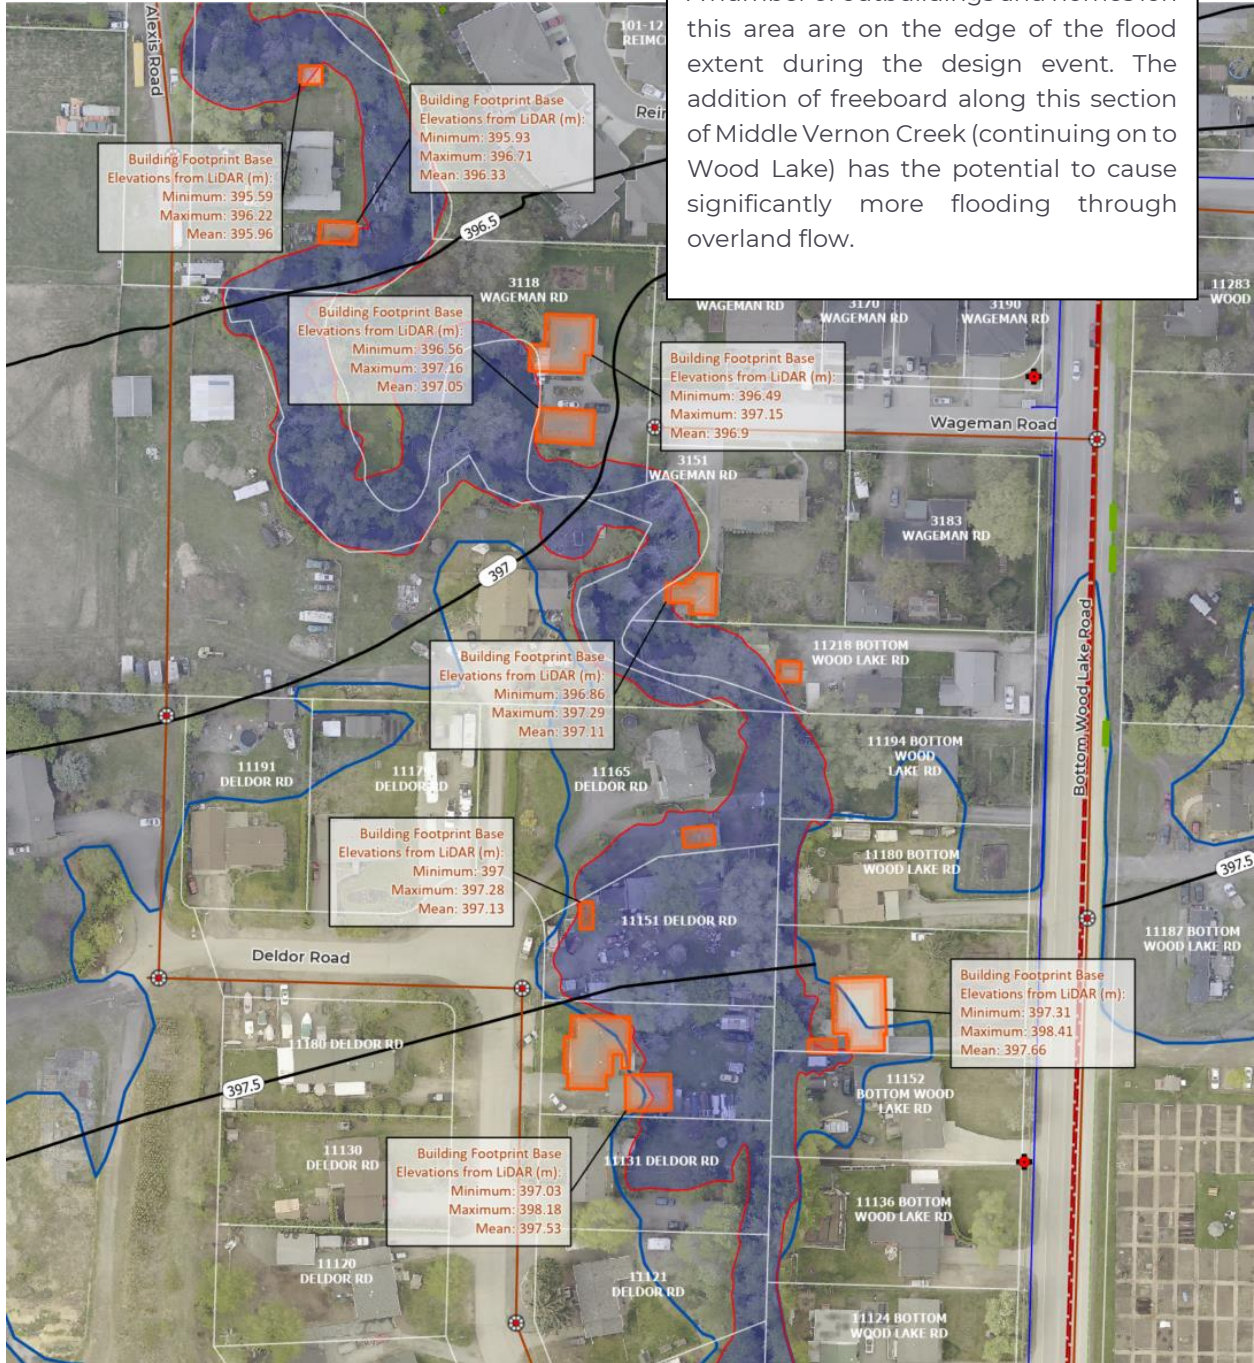 this area are on the edge of the flood
extent during the design event. The
addition of freeboard along this section
of Middle Vernon Creek (continuing on to
Wood Lake) has the potential to cause
significantly more flooding through
overland flow.
Alexis Road
101-12
Building Footprint Base
Elevations from LiDAR (m):
Minimum: 395.93
Maximum: 396.71
Mean: 396.33
Building Footprint Base
Elevations from LiDAR (m):
Minimum: 395.59
Maximum: 396.22
Mean: 395.96
396.5
3118
WAGEMAN RD
WAGEMAN RD
3170
WAGEMAN RD
3190
WAGEMAN RD
11283
WOOD
Building Footprint Base
Elevations from LiDAR (m):
Minimum: 396.56
Maximum: 397.16
Mean: 397.05
Building Footprint Base
Elevations from LiDAR (m):
Minimum: 396.49
Maximum: 397.15
Mean: 396.9
Wageman Road
3151
WAGEMAN RD
3183
WAGEMAN RD
397
Bottom Wood Lake Road
11218 BOTTOM
WOOD LAKE RD
Building Footprint Base
Elevations from LiDAR (m):
Minimum: 396.86
Maximum: 397.29
Mean: 397.11
11191
DELDOR RD
11175
DELDOR RD
11165
DELDOR RD
11194 BOTTOM
WOOD
LAKE RD
Building Footprint Base
Elevations from LiDAR (m):
Minimum: 397
Maximum: 397.28
Mean: 397.13
11180 BOTTOM
WOOD LAKE RD
397.5
11151 DELDOR RD
11187 BOTTOM
WOOD LAKE RD
Deldor Road
Building Footprint Base
Elevations from LiDAR (m):
Minimum: 397.31
Maximum: 398.41
Mean: 397.66
11180 DELDOR RD
397.5
11152
BOTTOM WOOD
LAKE RD
11130
DELDOR RD
Building Footprint Base
Elevations from LiDAR (m):
Minimum: 397.03
Maximum: 398.18
Mean: 397.53
11131 DELDOR RD
11136 BOTTOM
WOOD LAKE RD
11120
DELDOR RD
11121
DELDOR RD
11124 BOTTOM
WOOD LAKE RD